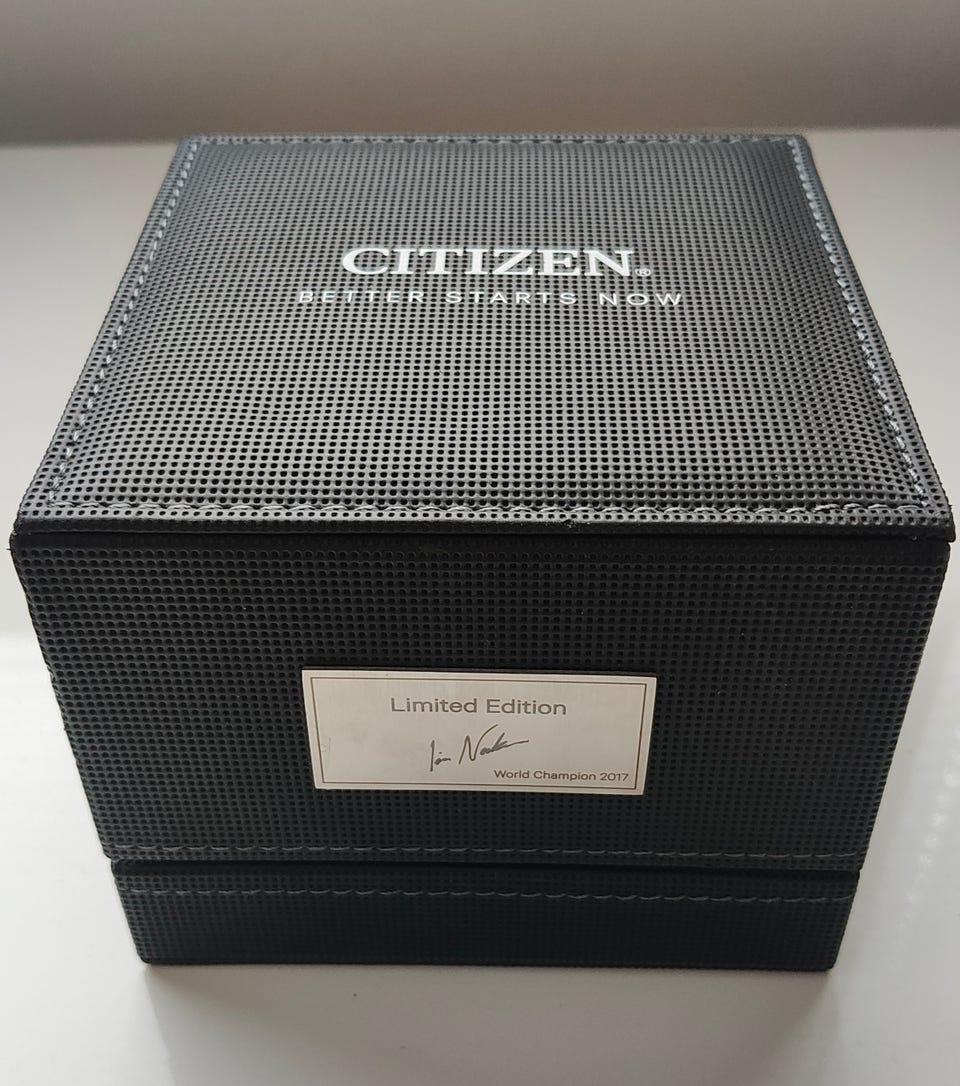 CITIZEN®
BETTER STARTS NOW
Limited Edition
World Champion 2017